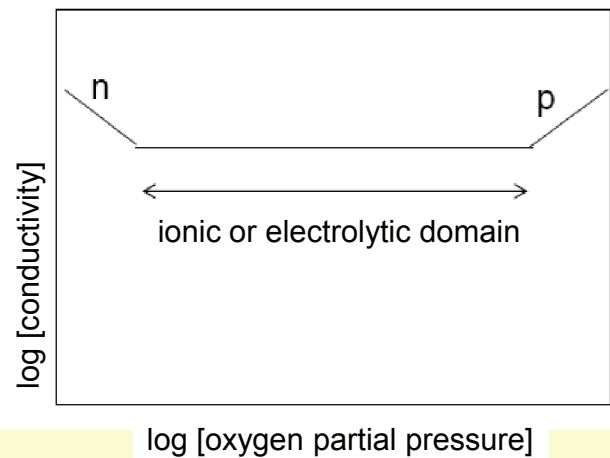 n
p
ionic or electrolytic domain
log [conductivity]
log [oxygen partial pressure]